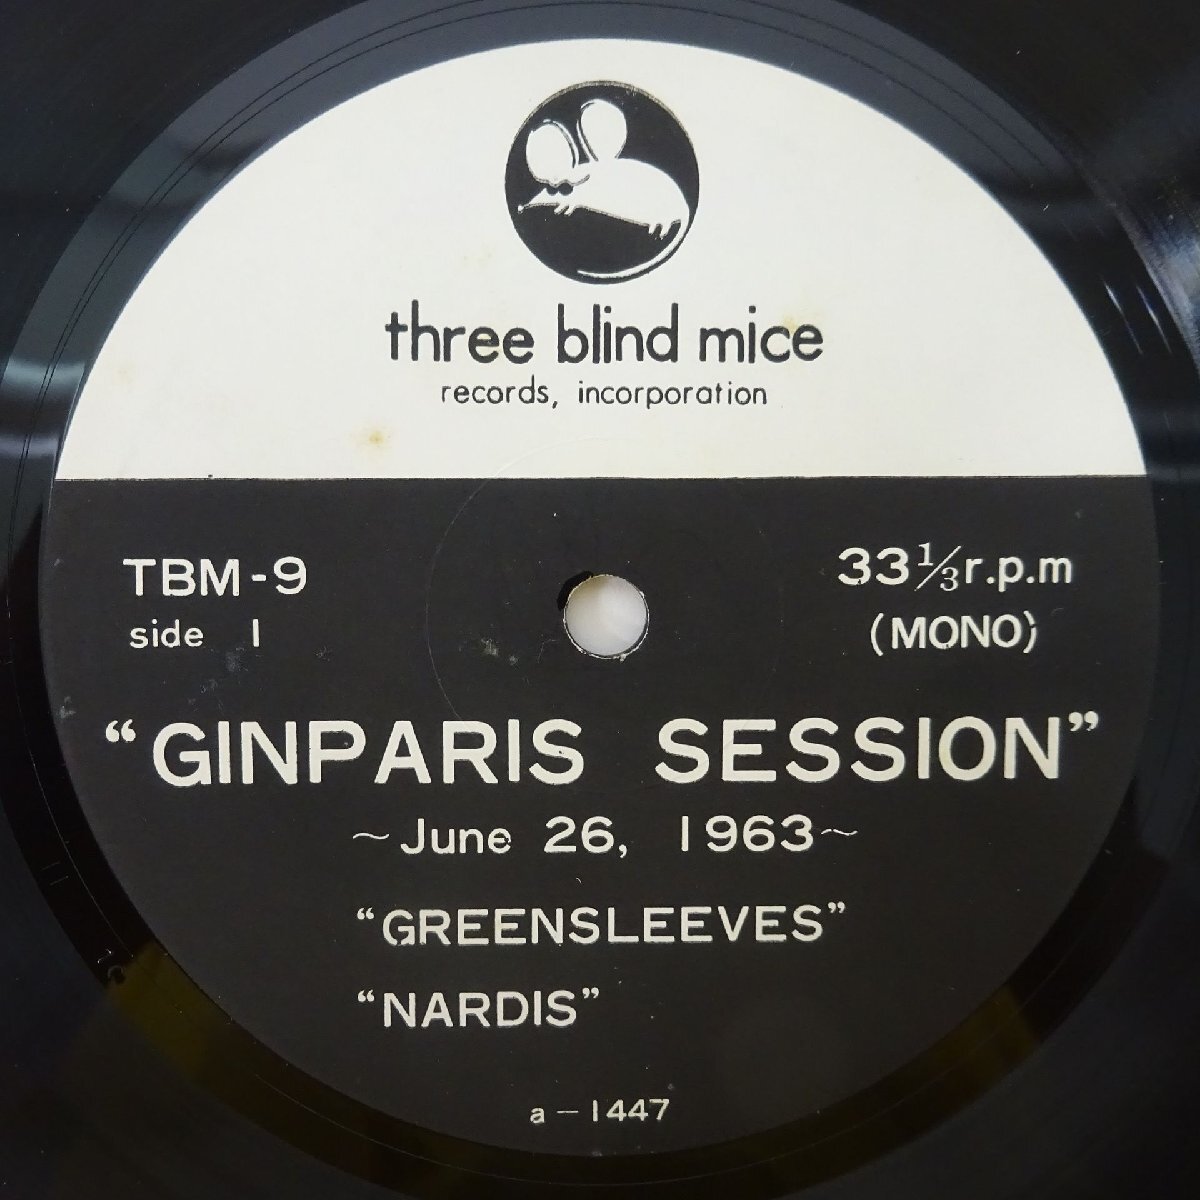 three blind mice
records, incorporation
TBM-9 33⅓r.p.m
side 1 (MONO)
“GINPARIS SESSION”
~June 26, 1963~
“GREENSLEEVES”
“NARDIS”
a-1447